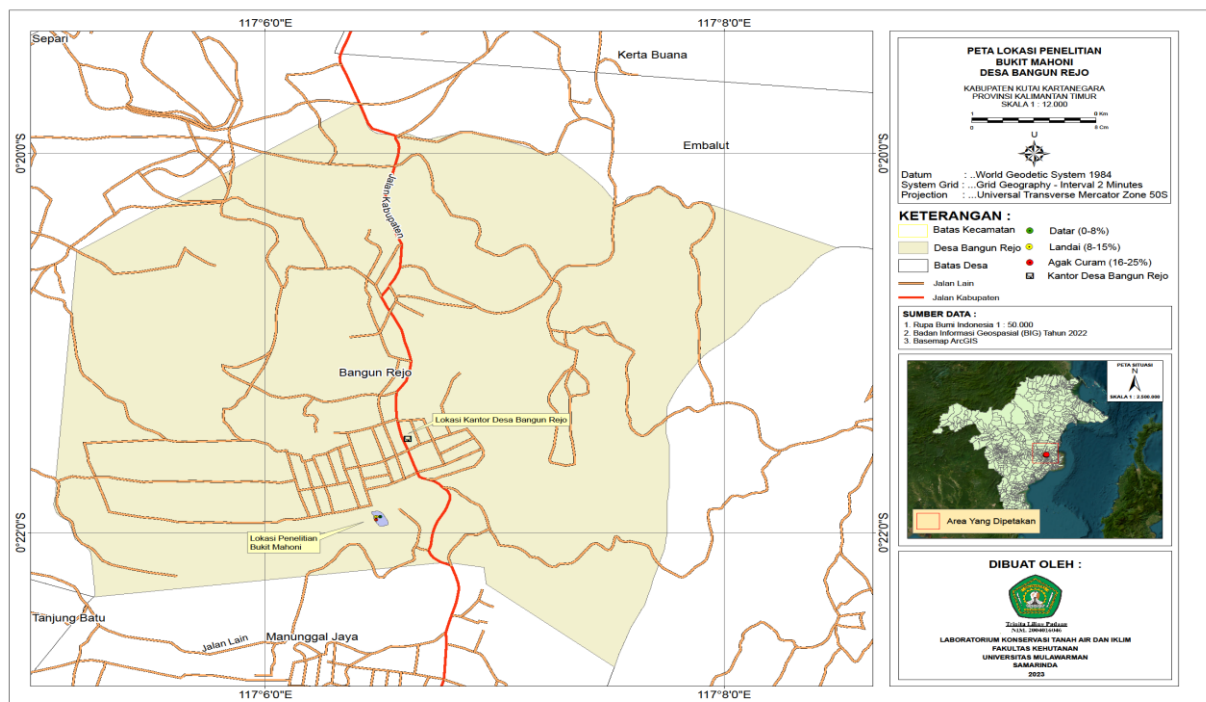 117°6'0"E
117°8'0"E
Separi
Kerta Buana
Embalut
0°20'0"S
0°20'0"S
Jalan Kabupaten
Bangun Rejo
Lokasi Kantor Desa Bangun Rejo
Lokasi Penelitian
Bukit Mahoni
0°22'0"S
0°22'0"S
Tanjung Batu
Jalan Lain
Manunggal Jaya
117°6'0"E
117°8'0"E
PETA LOKASI PENELITIAN
BUKIT MAHONI
DESA BANGUN REJO
KABUPATEN KUTAI KARTANEGARA
PROVINSI KALIMANTAN TIMUR
SKALA 1 : 12.000
U
Datum : ..World Geodetic System 1984
System Grid : ...Grid Geography - Interval 2 Minutes
Projection : ...Universal Transverse Mercator Zone 50S
KETERANGAN :
Batas Kecamatan
Desa Bangun Rejo
Batas Desa
Jalan Lain
Jalan Kabupaten
Datar (0-8%)
Landai (8-15%)
Agak Curam (16-25%)
Kantor Desa Bangun Rejo
SUMBER DATA :
1. Rupa Bumi Indonesia 1 : 50.000
2. Badan Informasi Geospasial (BIG) Tahun 2022
3. Basemap ArcGIS
PETA SITUASI
N
Area Yang Dipetakan
DIBUAT OLEH :
LABORATORIUM KONSERVASI TANAH AIR DAN IKLIM
FAKULTAS KEHUTANAN
UNIVERSITAS MULAWARMAN
SAMARINDA
2023